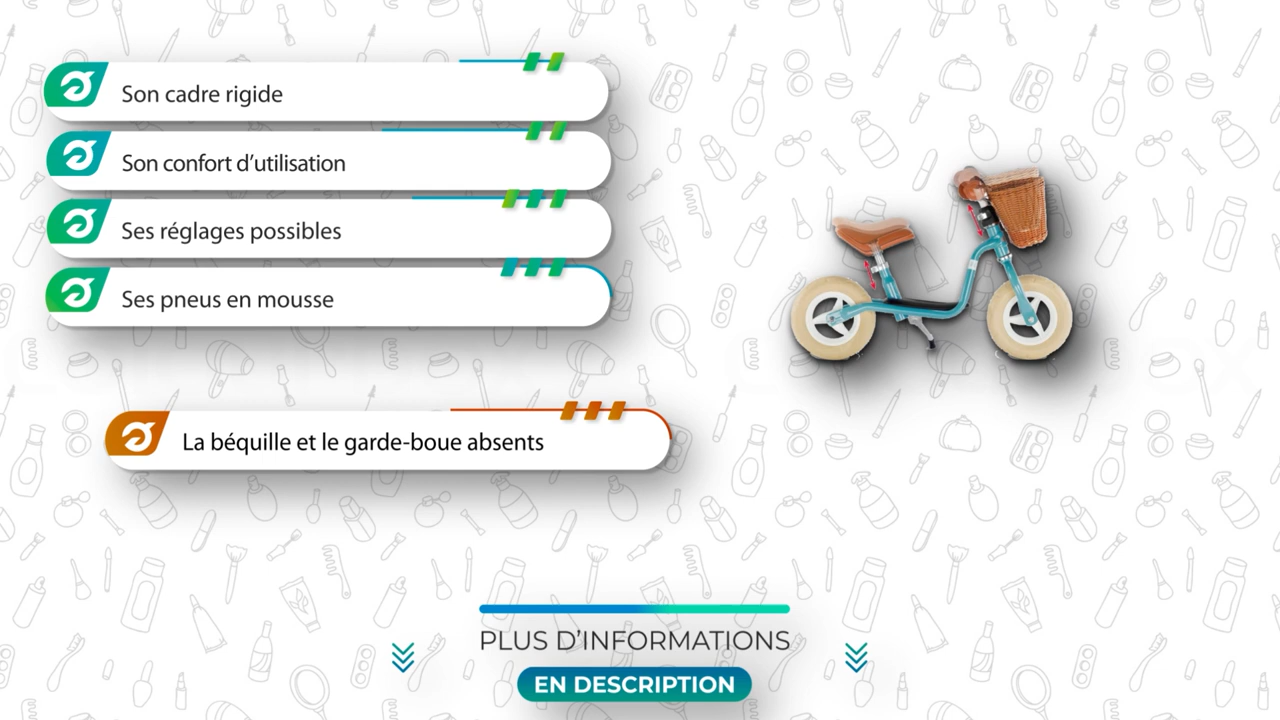 Son cadre rigide
Son confort d’utilisation
Ses réglages possibles
Ses pneus en mousse
La béquille et le garde-boue absents
PLUS D’INFORMATIONS
EN DESCRIPTION